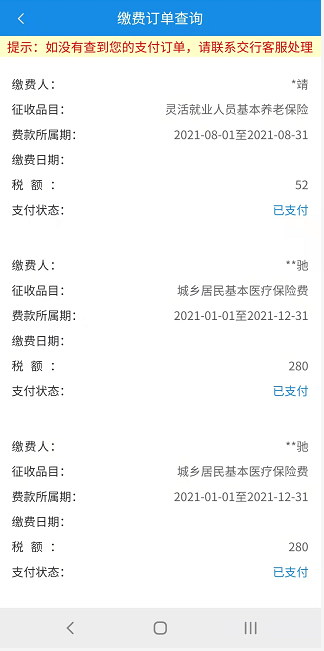 缴费订单查询
提示：如没有查到您的支付订单，请联系交行客服处理
缴费人： *靖
征收品目： 灵活就业人员基本养老保险
费款所属期： 2021-08-01至2021-08-31
缴费日期：
税 额 ： 52
支付状态： 已支付
缴费人： **驰
征收品目： 城乡居民基本医疗保险费
费款所属期： 2021-01-01至2021-12-31
缴费日期：
税 额 ： 280
支付状态： 已支付
缴费人： **驰
征收品目： 城乡居民基本医疗保险费
费款所属期： 2021-01-01至2021-12-31
缴费日期：
税 额 ： 280
支付状态： 已支付